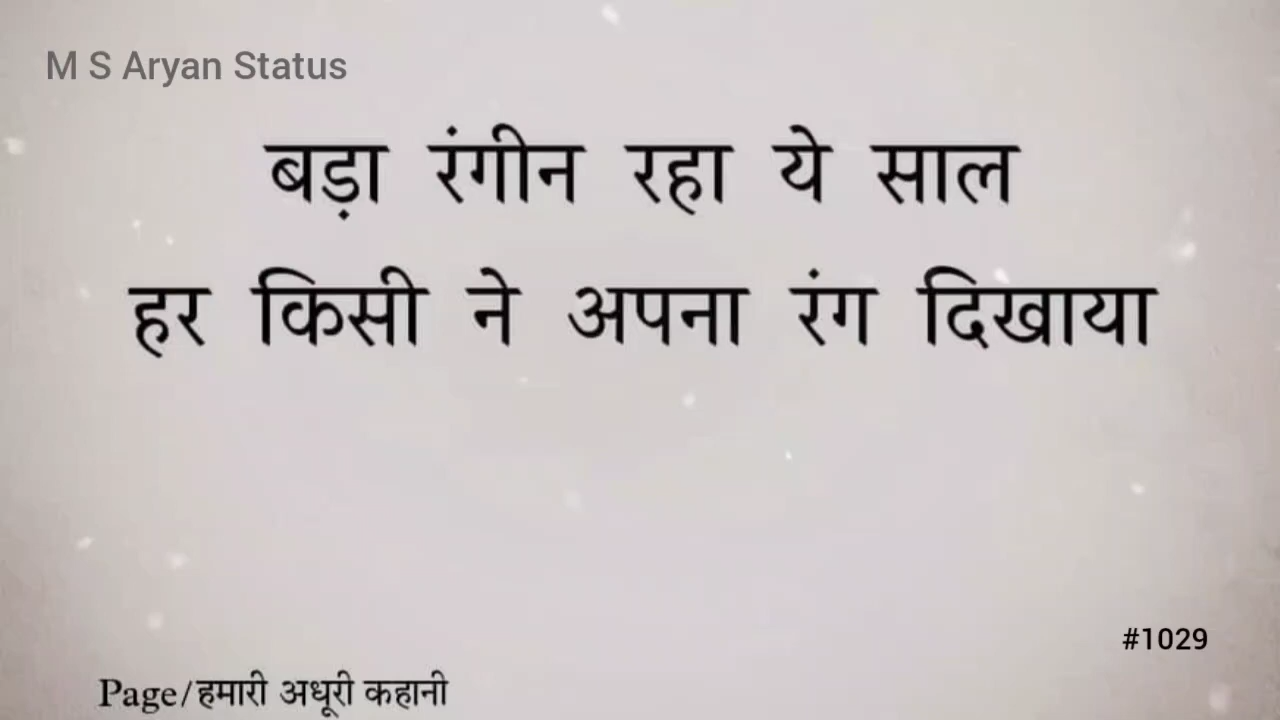 M S Aryan Status
बड़ा रंगीन रहा ये साल
हर किसी ने अपना रंग दिखाया
#1029
Page/हमारी अधूरी कहानी